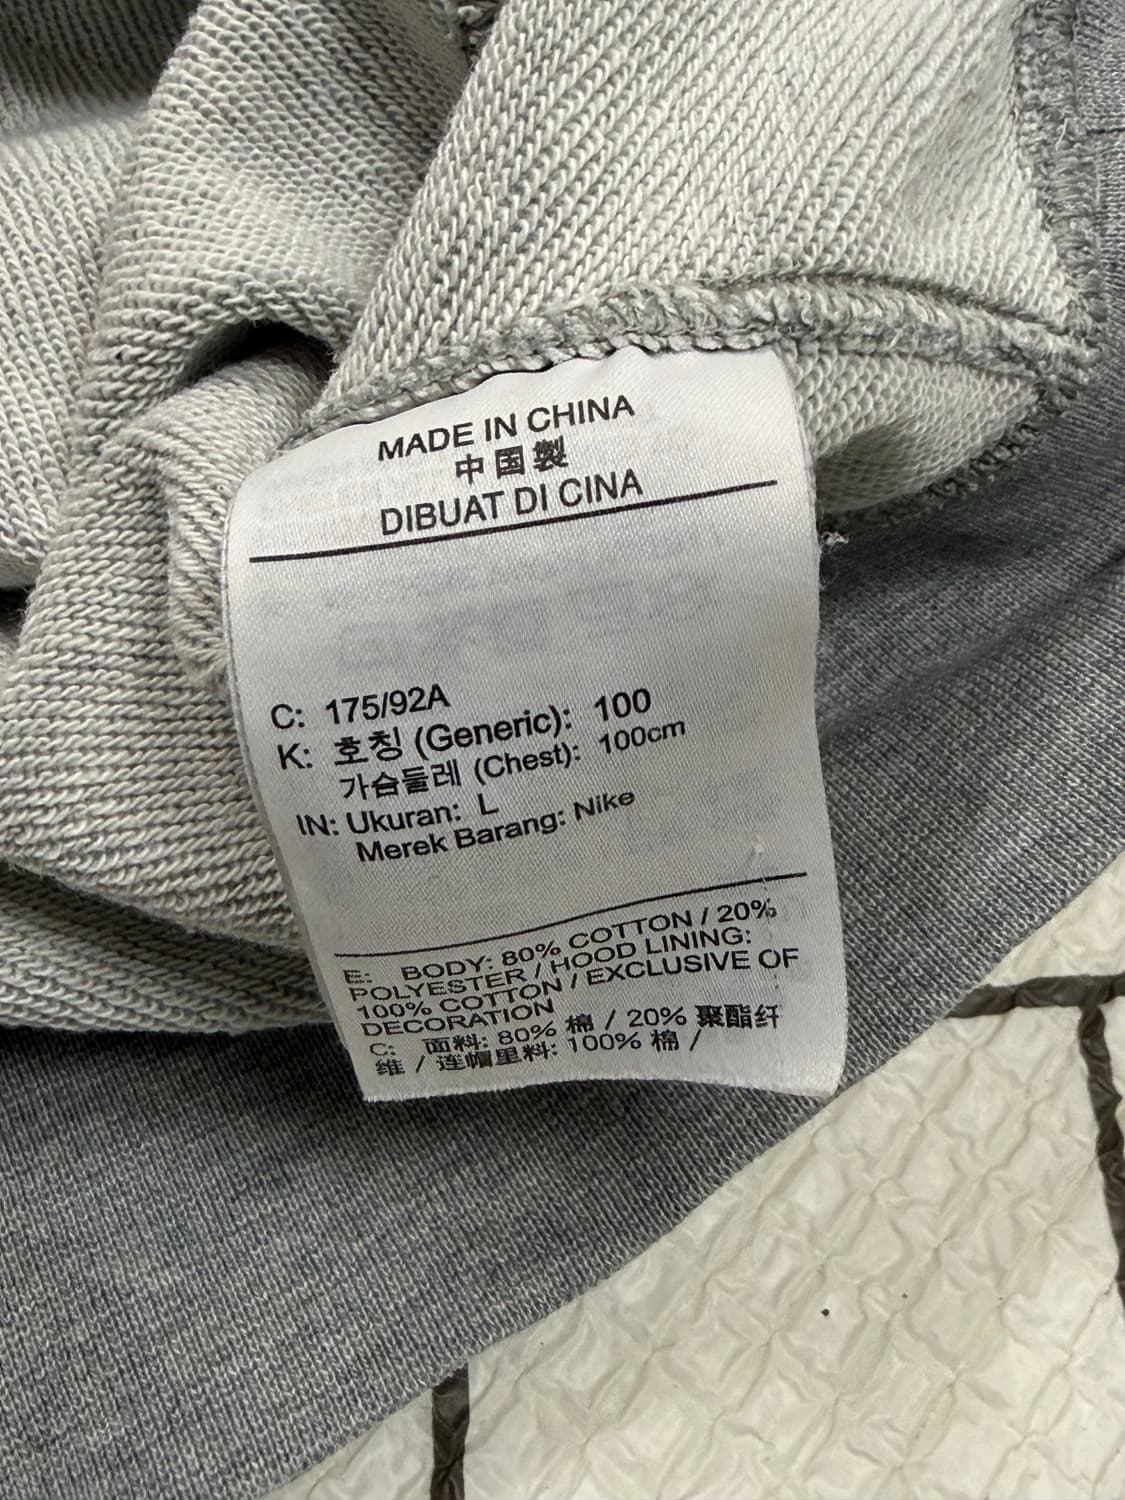 MADE IN CHINA
中国製
DIBUAT DI CINA
C: 175/92A
K: 호칭 (Generic): 100
가슴둘레 (Chest): 100cm
IN: Ukuran: L
Merek Barang: Nike
E: BODY: 80% COTTON / 20%
POLYESTER / HOOD LINING:
100% COTTON / EXCLUSIVE OF
DECORATION
C: 面料: 80% 棉 / 20% 聚酯纤
维 / 连帽里料: 100% 棉 /